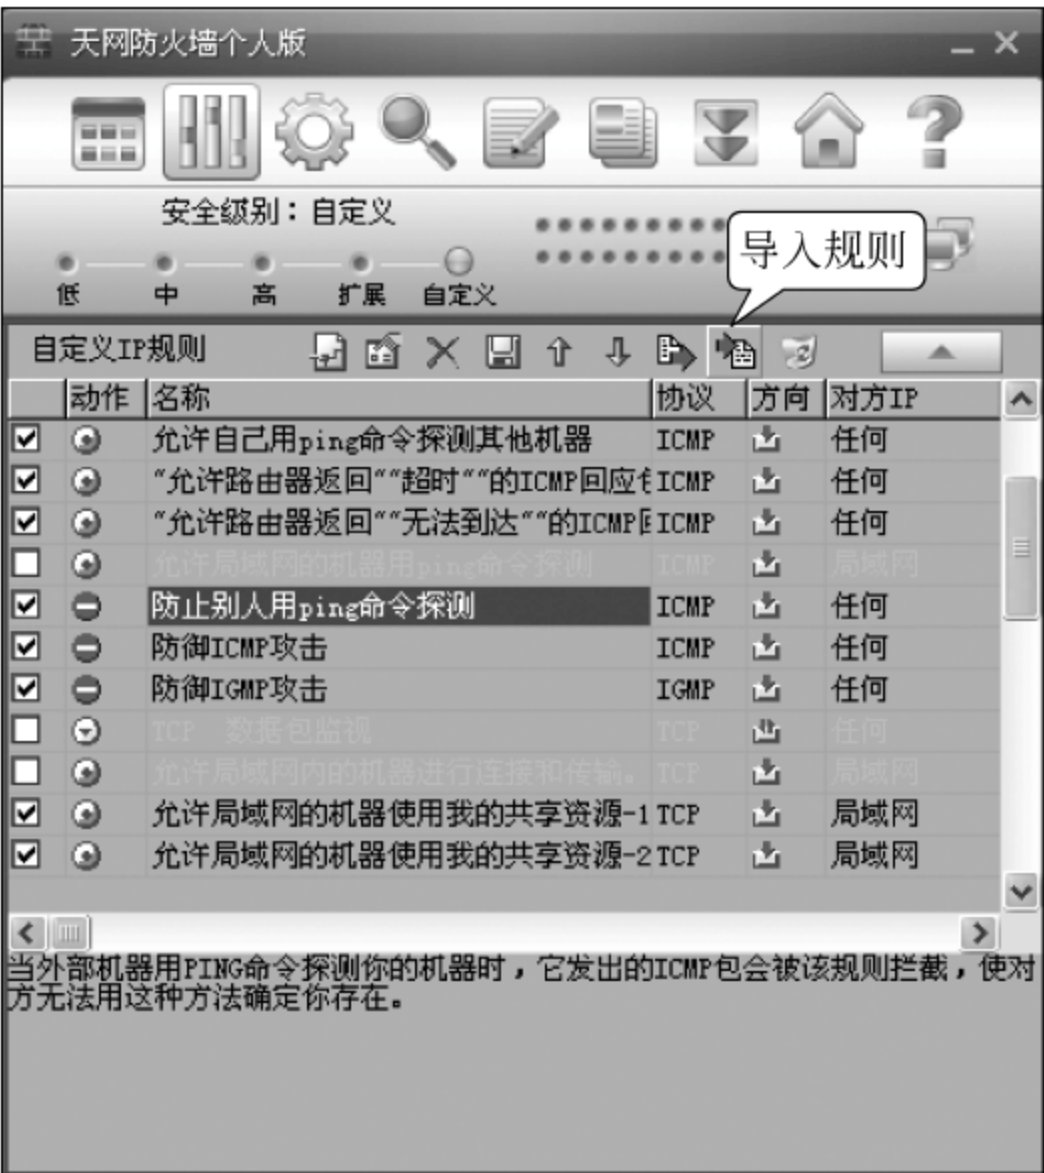 天网防火墙个人版
安全级别：自定义
导入规则
低 中 高 扩展 自定义
自定义IP规则
动作 名称 协议 方向 对方IP
允许自己用ping命令探测其他机器 ICMP 任何
“允许路由器返回““超时““的ICMP回应包 ICMP 任何
“允许路由器返回““无法到达““的ICMP ICMP 任何
允许局域网的机器用ping命令探测 ICMP 局域网
防止别人用ping命令探测 ICMP 任何
防御ICMP攻击 ICMP 任何
防御IGMP攻击 IGMP 任何
TCP 数据包监视 TCP 任何
允许局域网内的机器进行连接和传输。 TCP 局域网
允许局域网的机器使用我的共享资源-1 TCP 局域网
允许局域网的机器使用我的共享资源-2 TCP 局域网
当外部机器用PING命令探测你的机器时，它发出的ICMP包会被该规则拦截，使对
方无法用这种方法确定你存在。